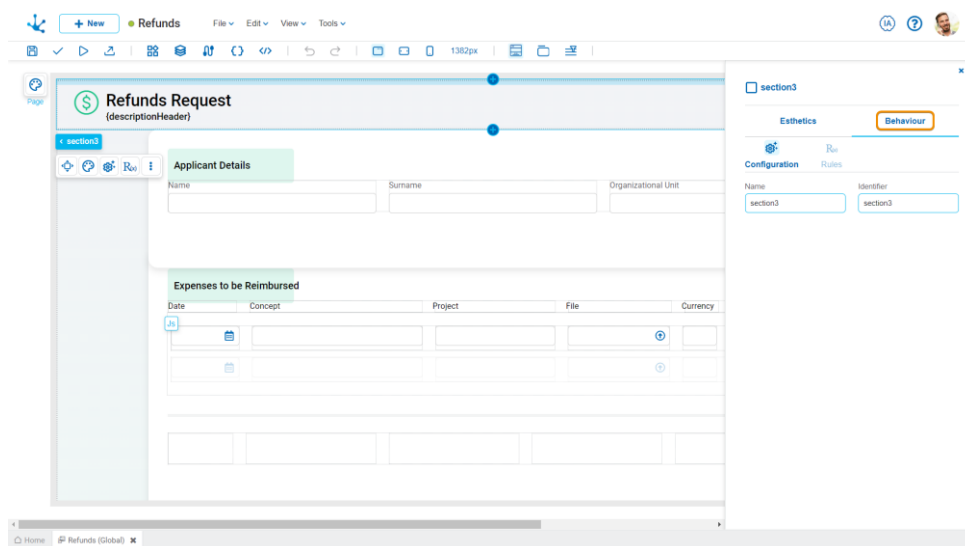 + New
Refunds
File
Edit
View
Tools
(IA)
?
</>
1382px
Page
$
Refunds Request
{descriptionHeader}
< section3
R(x)
Applicant Details
Name
Surname
Organizational Unit
Expenses to be Reimbursed
Date
Concept
Project
File
Currency
Js
section3
Esthetics
Behaviour
R(x)
Configuration
Rules
Name
Identifier
section3
section3
Home
Refunds (Global)